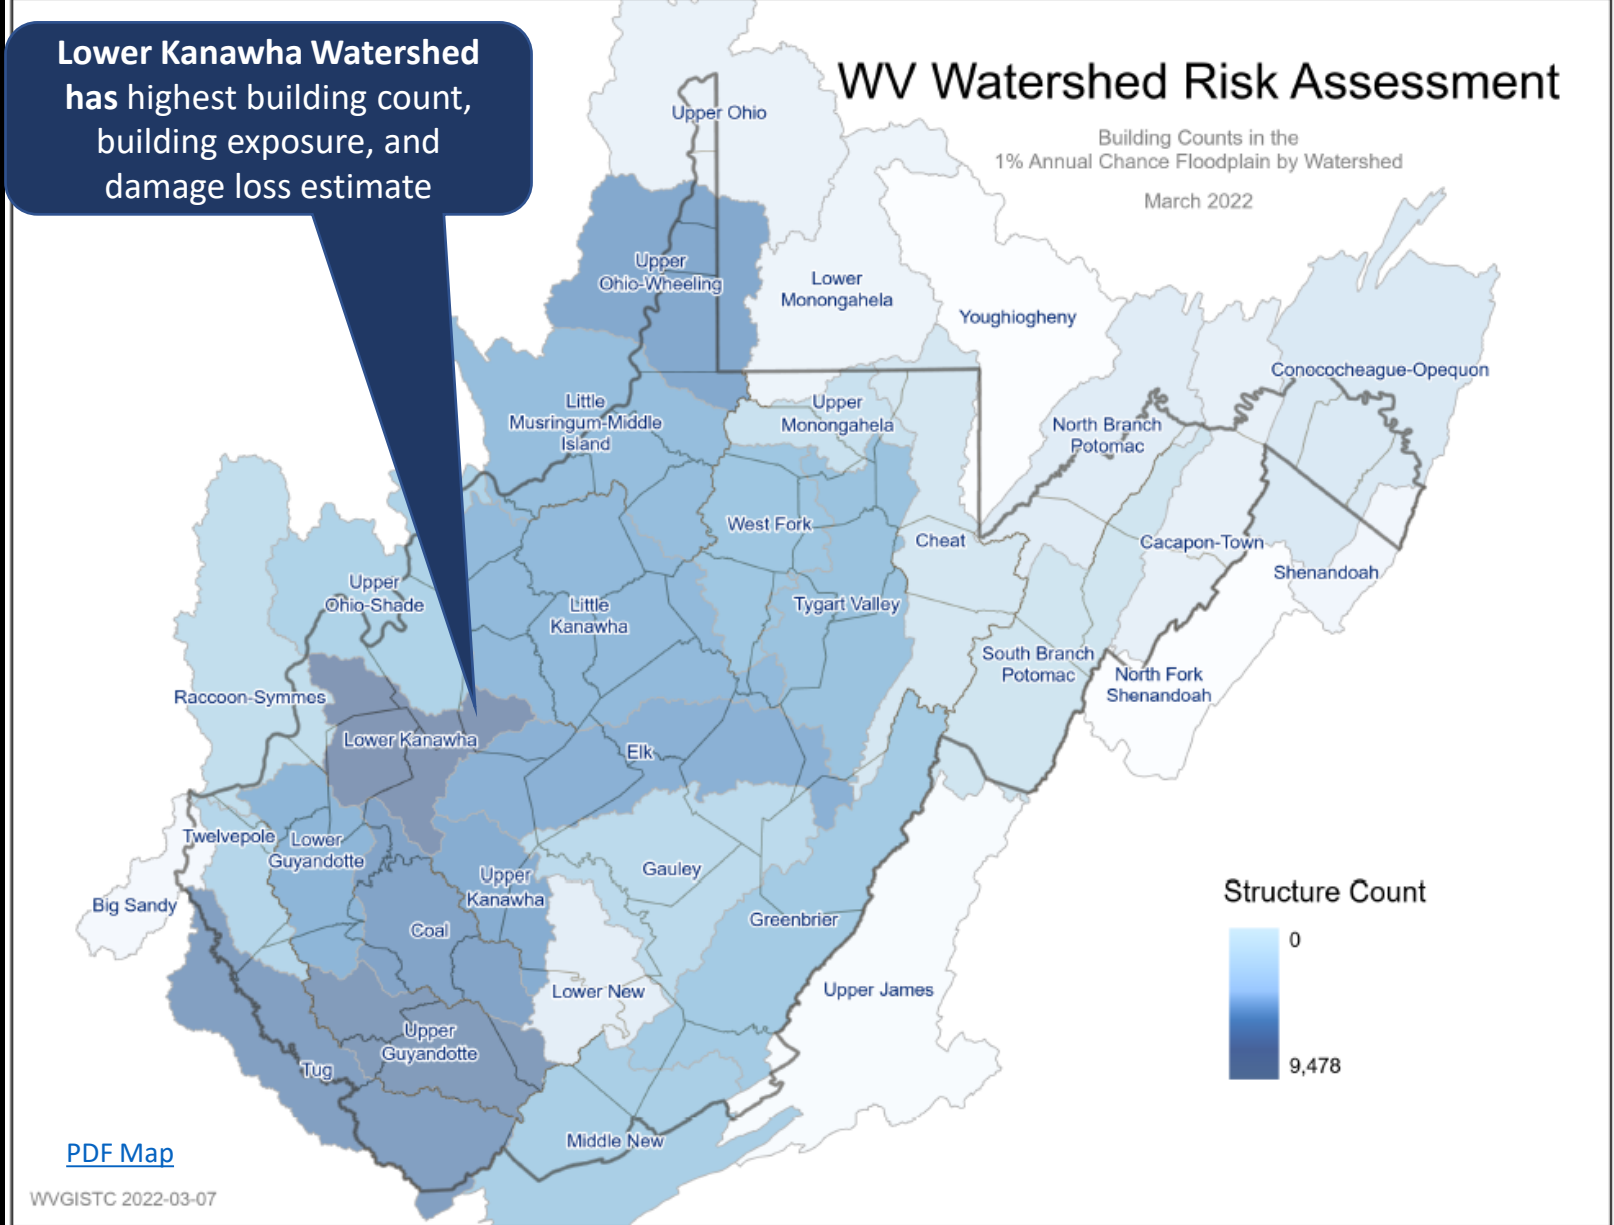 Lower Kanawha Watershed
has highest building count,
building exposure, and
damage loss estimate
WV Watershed Risk Assessment
Building Counts in the
1% Annual Chance Floodplain by Watershed
March 2022
Upper Ohio
Upper
Ohio-Wheeling
Lower
Monongahela
Youghiogheny
Conococheague-Opequon
Little
Musringum-Middle
Island
Upper
Monongahela
North Branch
Potomac
West Fork
Cheat
Cacapon-Town
Shenandoah
Upper
Ohio-Shade
Little
Kanawha
Tygart Valley
South Branch
Potomac
North Fork
Shenandoah
Raccoon-Symmes
Lower Kanawha
Elk
Twelvepole
Lower
Guyandotte
Gauley
Upper
Kanawha
Big Sandy
Coal
Greenbrier
Lower New
Upper James
Upper
Guyandotte
Tug
Middle New
Structure Count
0
9,478
PDF Map
WVGISTC 2022-03-07